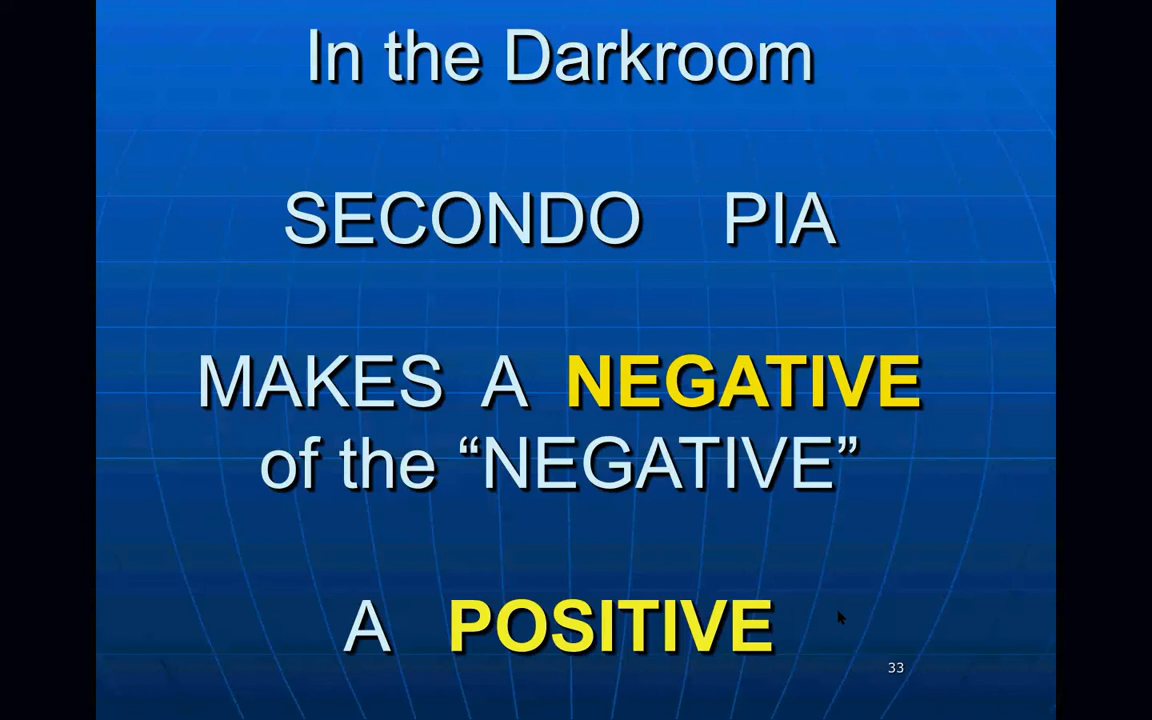 In the Darkroom
SECONDO PIA
MAKES A NEGATIVE
of the “NEGATIVE”
A POSITIVE
33